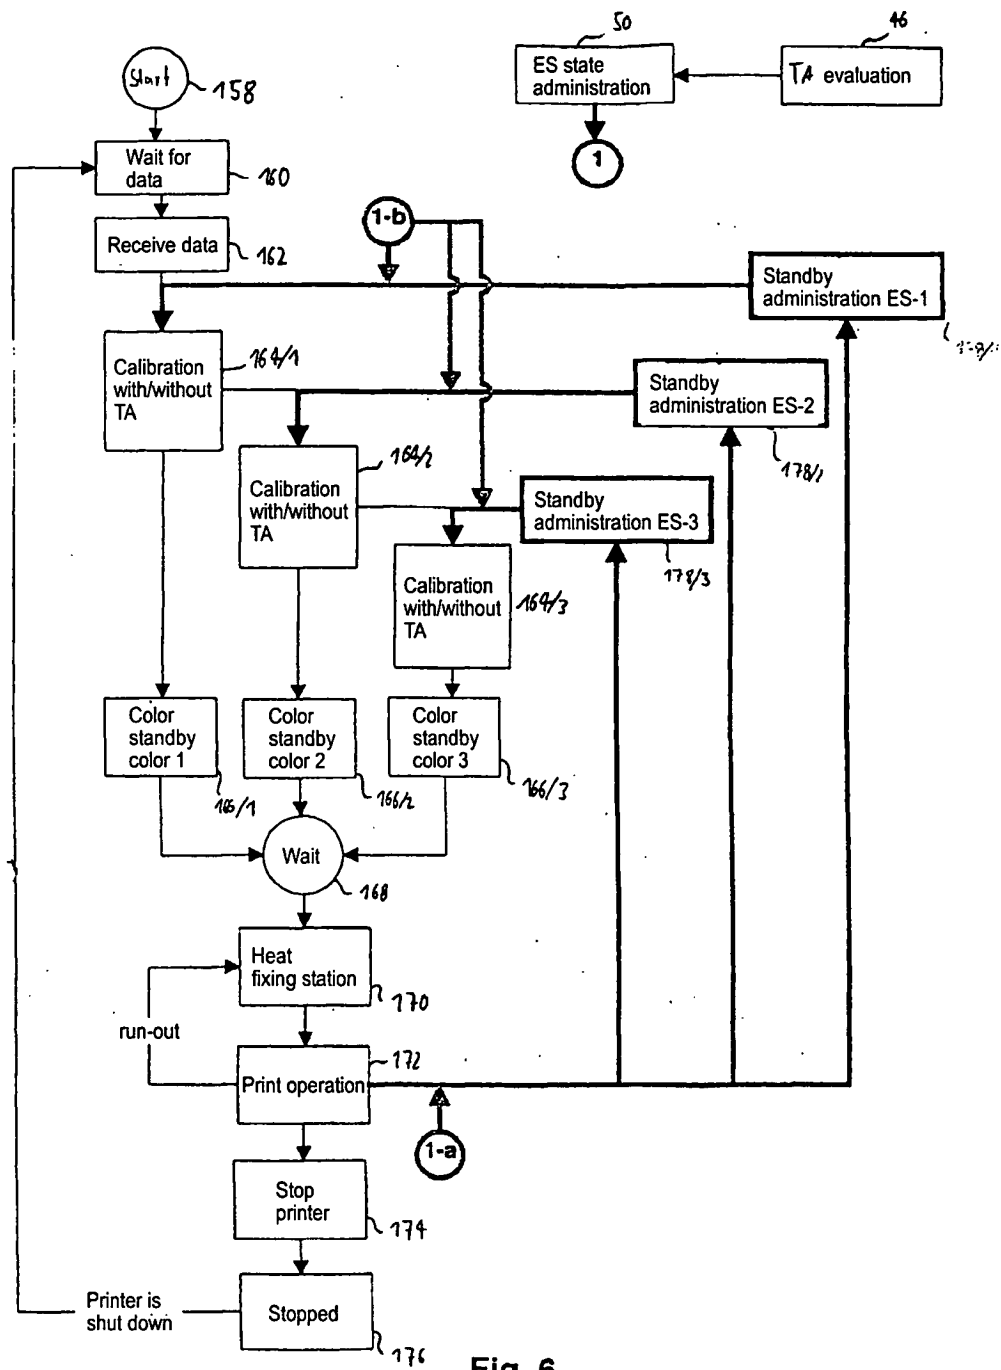 50
46
Start
158
ES state
administration
TA evaluation
1
Wait for
data
160
1-b
Receive data
162
Standby
administration ES-1
164/1
Calibration
with/without
TA
Standby
administration ES-2
164/2
Calibration
with/without
TA
Standby
administration ES-3
178/3
Calibration
with/without
TA
164/3
Color
standby
color 1
Color
standby
color 2
Color
standby
color 3
166/2
166/3
Wait
168
Heat
fixing station
170
run-out
172
Print operation
1-a
Stop
printer
174
Printer is
shut down
Stopped
176
Fig. 6